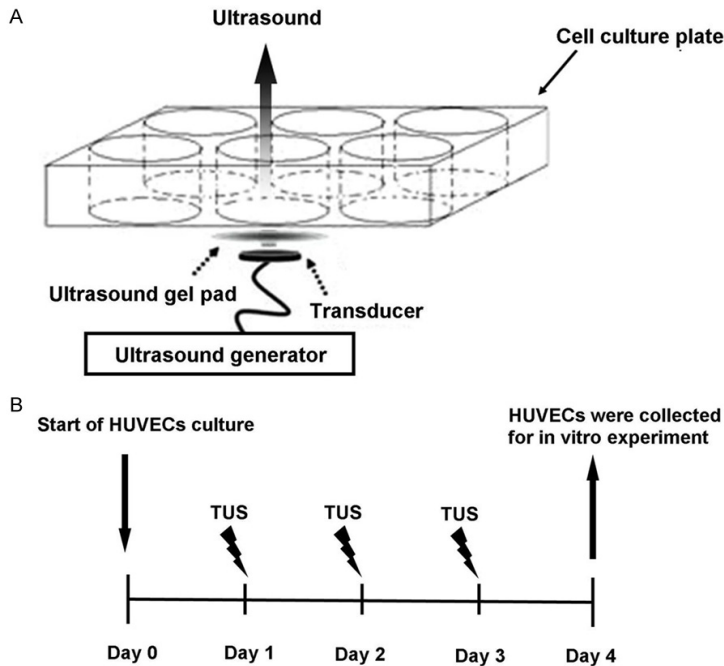 A
Ultrasound
Cell culture plate
Ultrasound gel pad
Transducer
Ultrasound generator
B
Start of HUVECs culture
HUVECs were collected
for in vitro experiment
TUS
TUS
TUS
Day 0
Day 1
Day 2
Day 3
Day 4